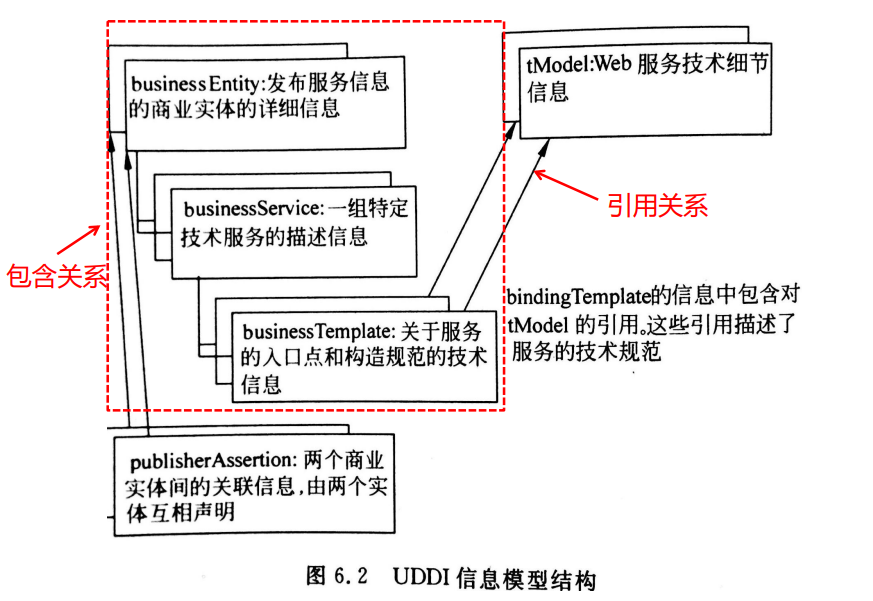 businessEntity:发布服务信息
的商业实体的详细信息
tModel:Web 服务技术细节
信息
businessService:一组特定
技术服务的描述信息
引用关系
包含关系
businessTemplate:关于服务
的入口点和构造规范的技术
信息
bindingTemplate的信息中包含对
tModel 的引用。这些引用描述了
服务的技术规范
publisherAssertion: 两个商业
实体间的关联信息,由两个实
体互相声明
图 6.2 UDDI 信息模型结构